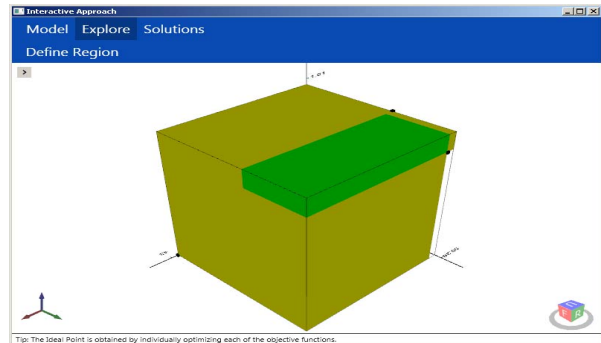 Interactive Approach
Model Explore Solutions
Define Region
>
Tip: The Ideal Point is obtained by individually optimizing each of the objective functions.